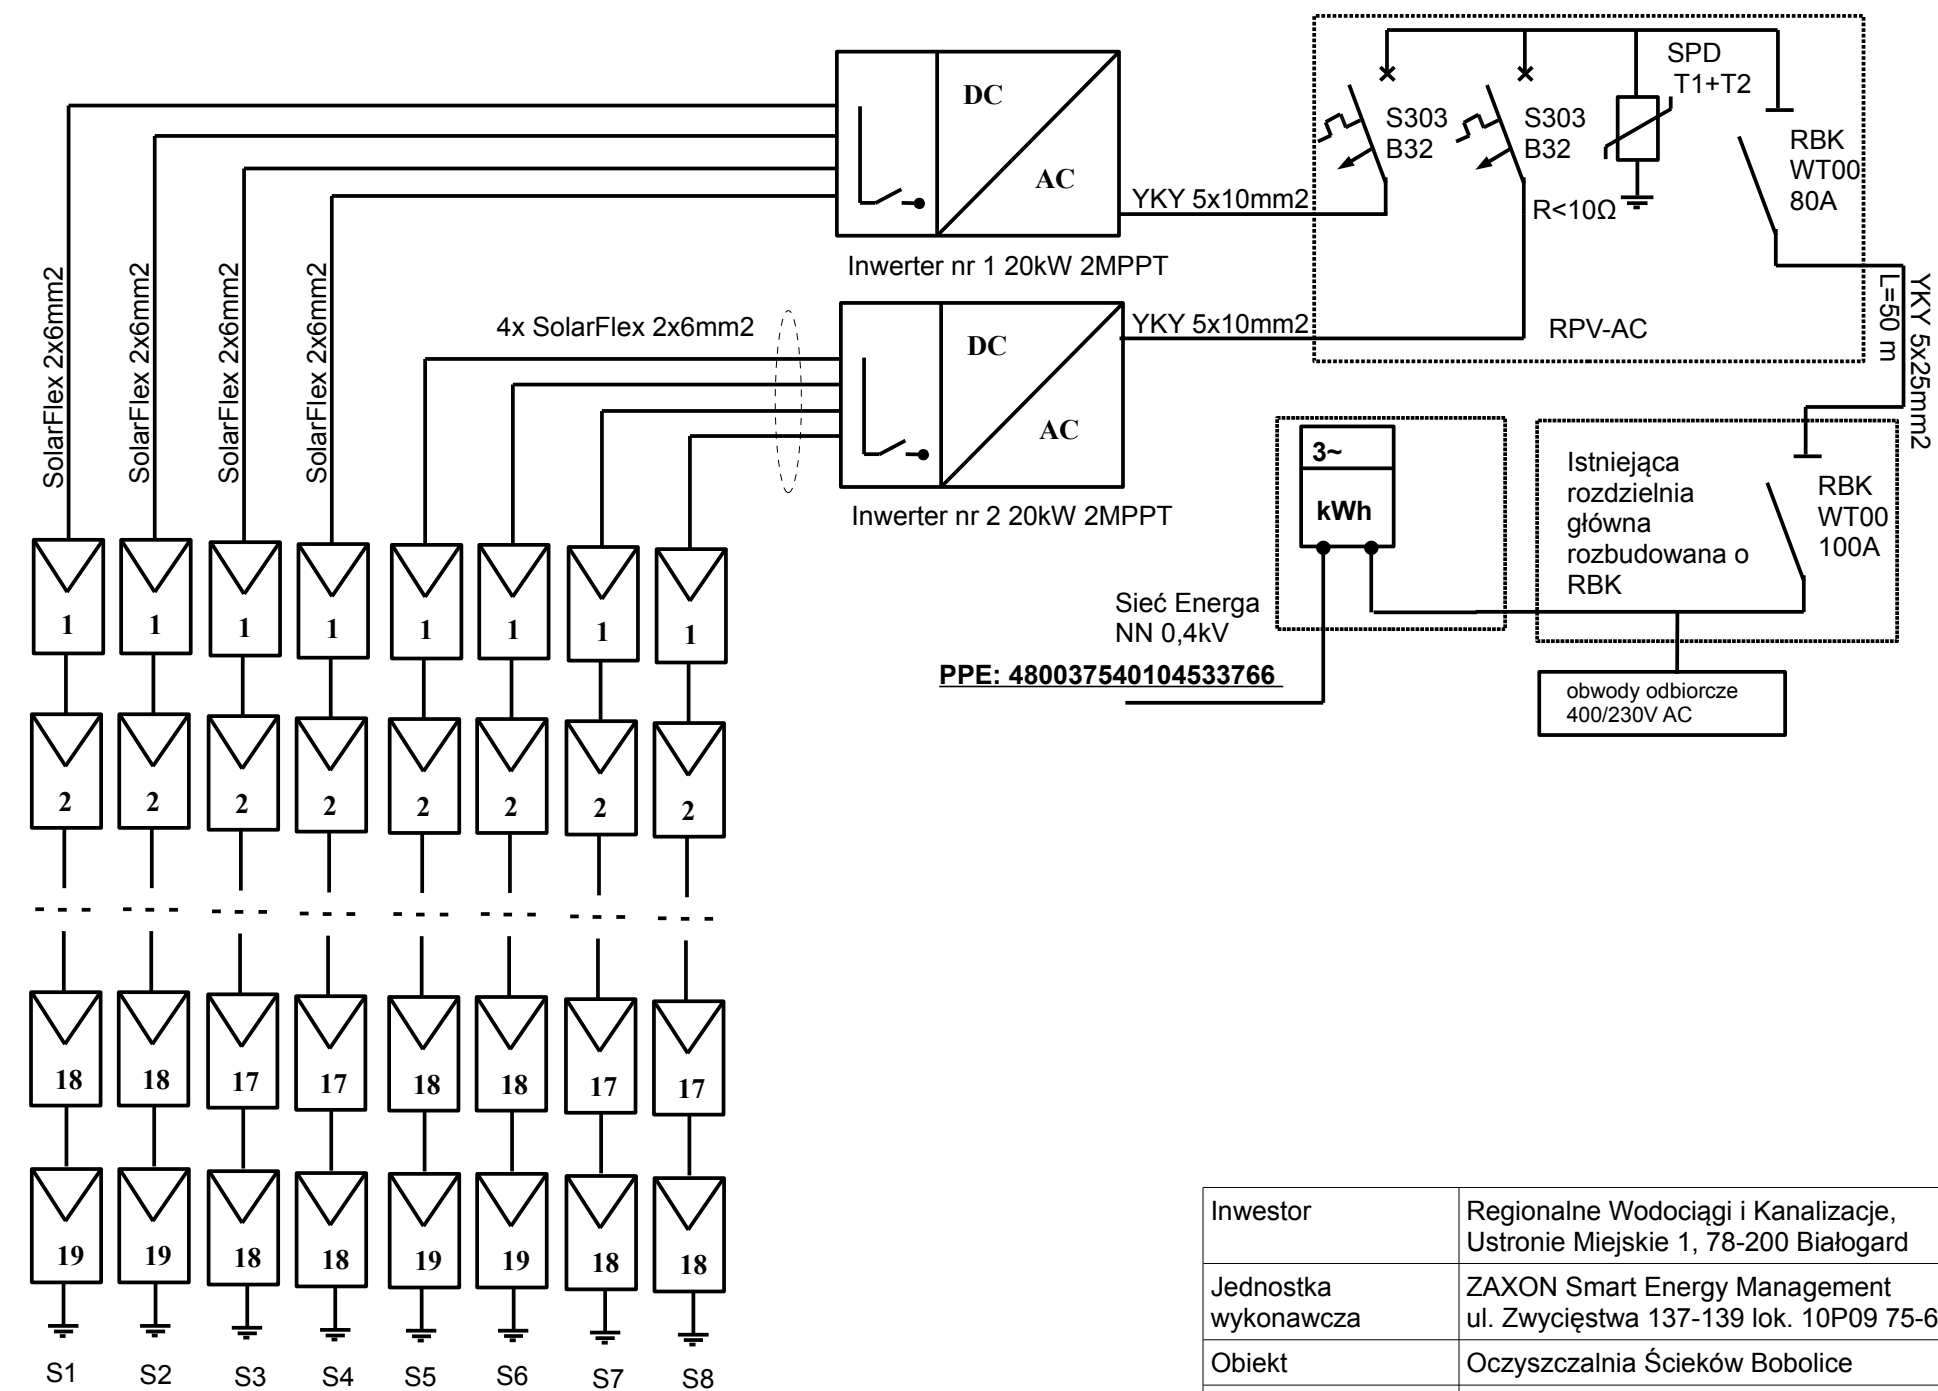 SPD
T1+T2
S303
B32
S303
B32
RBK
WT00
80A
R<10Ω
RPV-AC
DC
AC
YKY 5x10mm2
Inwerter nr 1 20kW 2MPPT
SolarFlex 2x6mm2
SolarFlex 2x6mm2
SolarFlex 2x6mm2
SolarFlex 2x6mm2
4x SolarFlex 2x6mm2
DC
AC
YKY 5x10mm2
Inwerter nr 2 20kW 2MPPT
YKY 5x25mm2
L=50 m
3~
kWh
Istniejąca
rozdzielnia
główna
rozbudowana o
RBK
RBK
WT00
100A
Sieć Energa
NN 0,4kV
PPE: 480037540104533766
obwody odbiorcze
400/230V AC
1 1 1 1 1 1 1 1
2 2 2 2 2 2 2 2
18 18 17 17 18 18 17 17
19 19 18 18 19 19 18 18
S1 S2 S3 S4 S5 S6 S7 S8
Inwestor
Regionalne Wodociągi i Kanalizacje,
Ustronie Miejskie 1, 78-200 Białogard
Jednostka
wykonawcza
ZAXON Smart Energy Management
ul. Zwycięstwa 137-139 lok. 10P09 75-6
Obiekt
Oczyszczalnia Ścieków Bobolice